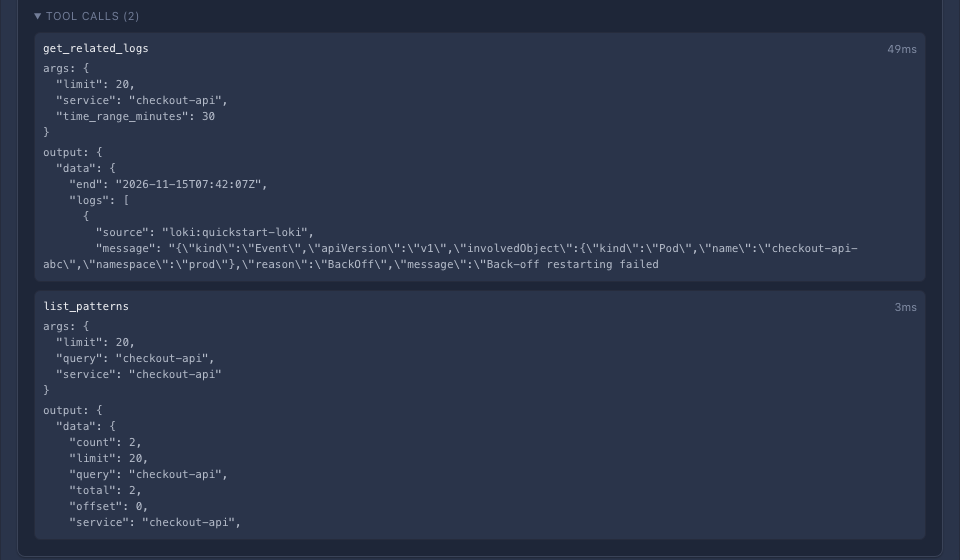 ▼ TOOL CALLS (2)
get_related_logs
49ms
args: {
  "limit": 20,
  "service": "checkout-api",
  "time_range_minutes": 30
}
output: {
  "data": {
    "end": "2026-11-15T07:42:07Z",
    "logs": [
      {
        "source": "loki:quickstart-loki",
        "message": "{\"kind\":\"Event\",\"apiVersion\":\"v1\",\"involvedObject\":{\"kind\":\"Pod\",\"name\":\"checkout-api-
abc\",\"namespace\":\"prod\"},\"reason\":\"BackOff\",\"message\":\"Back-off restarting failed
list_patterns
3ms
args: {
  "limit": 20,
  "query": "checkout-api",
  "service": "checkout-api"
}
output: {
  "data": {
    "count": 2,
    "limit": 20,
    "query": "checkout-api",
    "total": 2,
    "offset": 0,
    "service": "checkout-api",